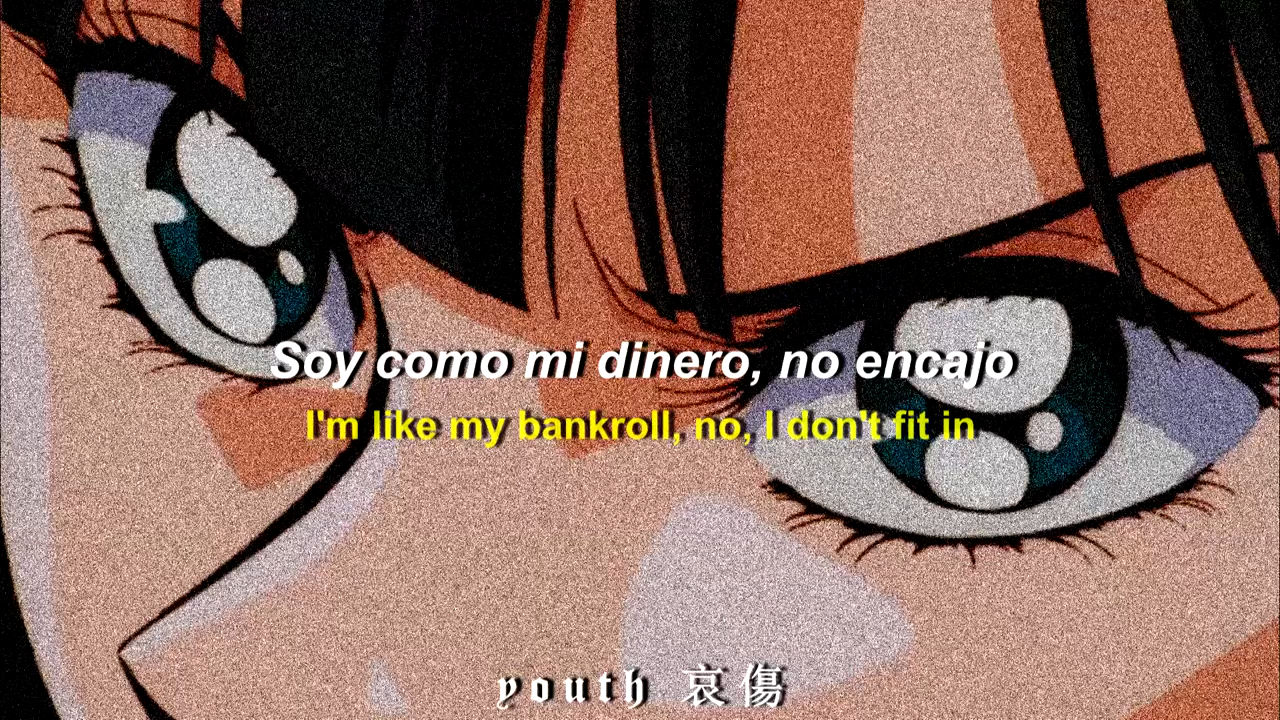 Soy como mi dinero, no encajo
I'm like my bankroll, no, I don't fit in
youth 哀傷